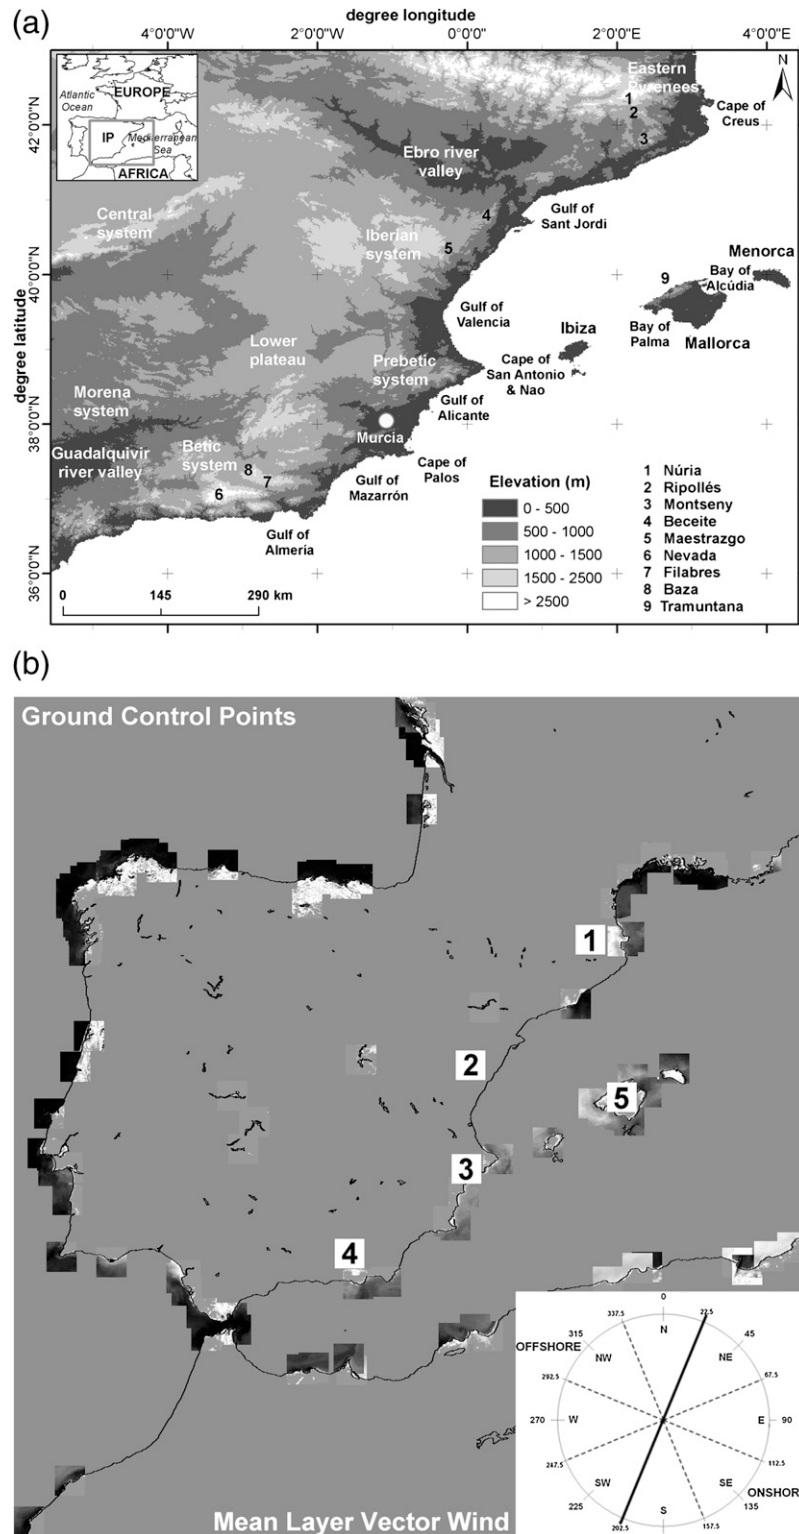 (a)
degree longitude
4°0'0"W
2°0'0"W
0°0'0"
2°0'0"E
4°0'0"E
degree latitude
42°0'0"N
40°0'0"N
38°0'0"N
36°0'0"N
Atlantic
Ocean
EUROPE
IP
Mediterranean
Sea
AFRICA
N
Eastern
Pyrenees
1
2
3
Cape of
Creus
Ebro river
valley
Central
system
4
Gulf of
Sant Jordi
Iberian
system
5
Menorca
9
Bay of
Alcúdia
Gulf of
Valencia
Ibiza
Bay of
Palma
Mallorca
Lower
plateau
Prebetic
system
Cape of
San Antonio
& Nao
Morena
system
Gulf of
Alicante
Murcia
Guadalquivir
river valley
Betic
system
8
7
6
Cape of
Palos
Gulf of
Mazarrón
Gulf of
Almería
0
145
290 km
Elevation (m)
0 - 500
500 - 1000
1000 - 1500
1500 - 2500
> 2500
1 Núria
2 Ripollés
3 Montseny
4 Beceite
5 Maestrazgo
6 Nevada
7 Filabres
8 Baza
9 Tramuntana
(b)
Ground Control Points
1
2
5
3
4
0
337.5
N
22.5
315
45
OFFSHORE
NW
NE
292.5
67.5
270
W
E
90
247.5
112.5
SW
SE
ONSHORE
225
135
S
202.5
157.5
Mean Layer Vector Wind